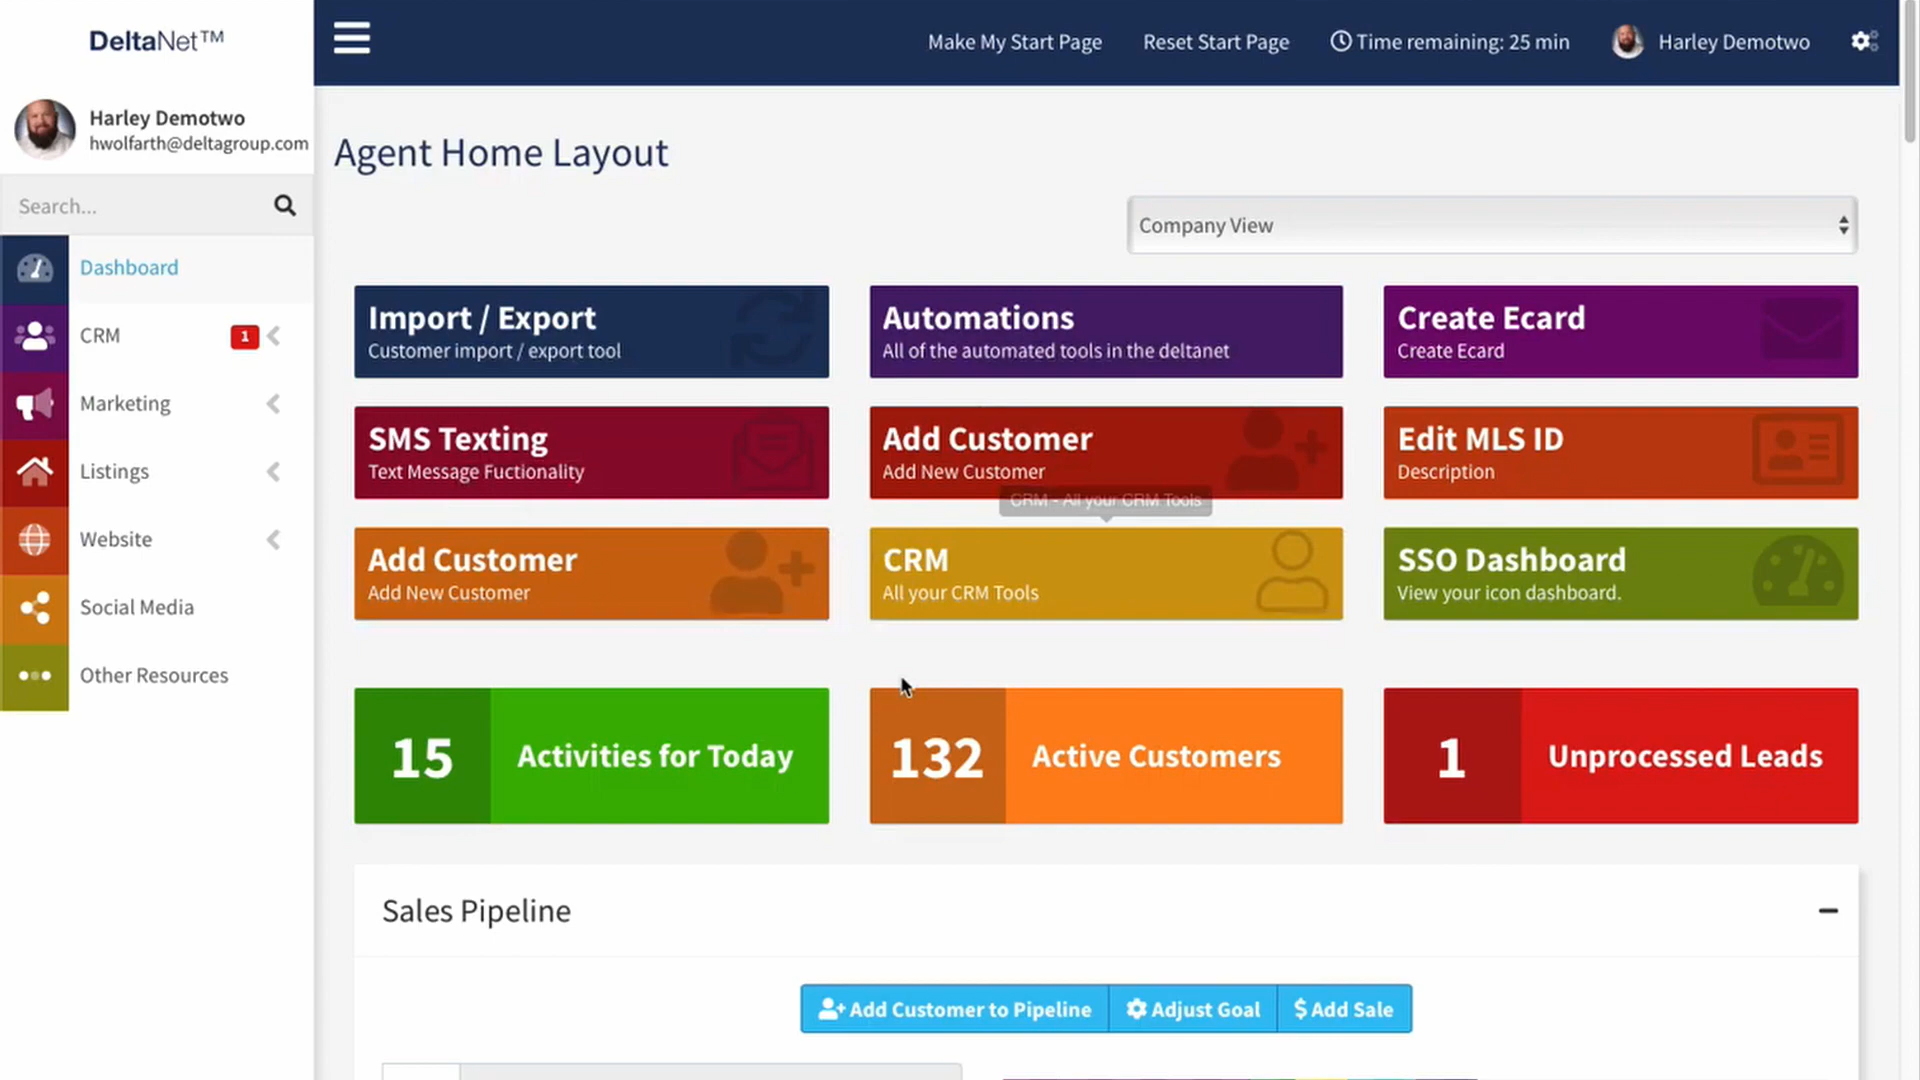 DeltaNet™
Harley Demotwo
hwolfarth@deltagroup.com
Search...
Dashboard
CRM 1
Marketing
Listings
Website
Social Media
Other Resources
Make My Start Page Reset Start Page Time remaining: 25 min Harley Demotwo
Agent Home Layout
Company View
Import / Export
Customer import / export tool
Automations
All of the automated tools in the deltanet
Create Ecard
Create Ecard
SMS Texting
Text Message Fuctionality
Add Customer
Add New Customer
Edit MLS ID
Description
CRM - All your CRM Tools
Add Customer
Add New Customer
CRM
All your CRM Tools
SSO Dashboard
View your icon dashboard.
15 Activities for Today
132 Active Customers
1 Unprocessed Leads
Sales Pipeline
Add Customer to Pipeline Adjust Goal $ Add Sale